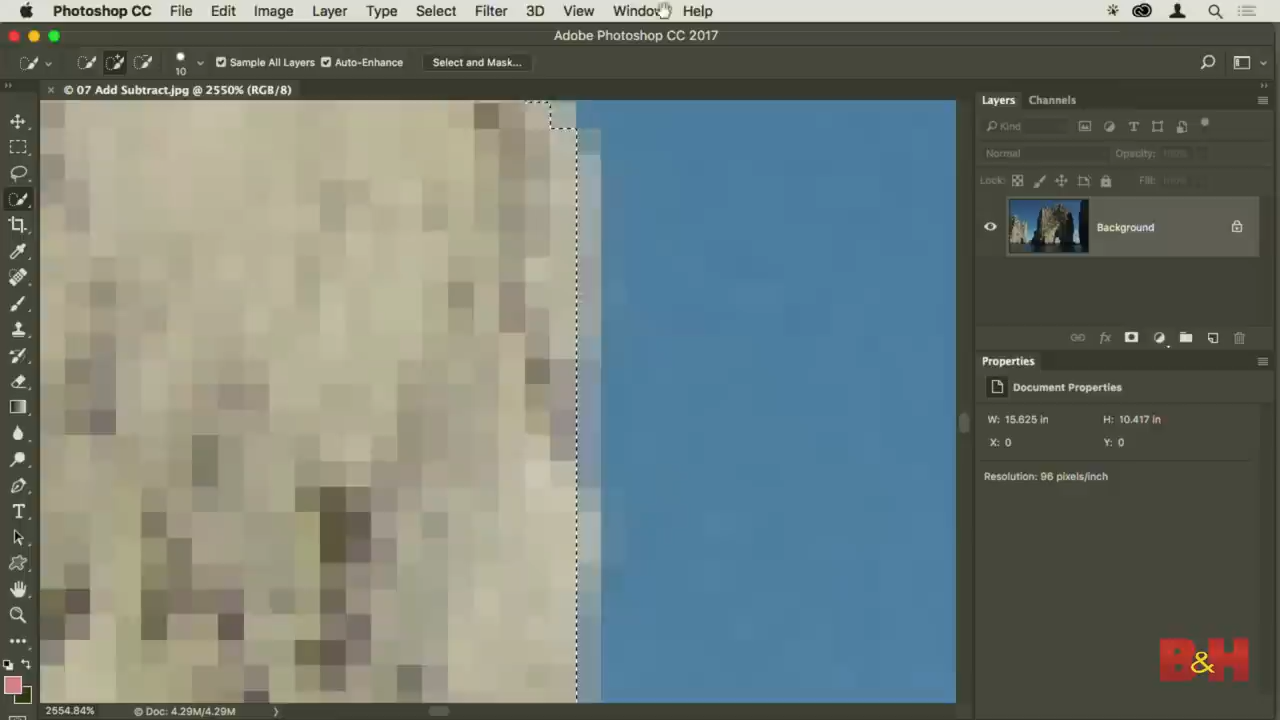 Photoshop CC File Edit Image Layer Type Select Filter 3D View Window Help
Adobe Photoshop CC 2017
10 Sample All Layers Auto-Enhance Select and Mask...
× © 07 Add Subtract.jpg @ 2550% (RGB/8)
Layers Channels
Kind
Normal Opacity: 100%
Lock: Fill: 100%
Background
Properties
Document Properties
W: 15.625 in H: 10.417 in
X: 0 Y: 0
Resolution: 96 pixels/inch
B&H
2554.84% Doc: 4.29M/4.29M